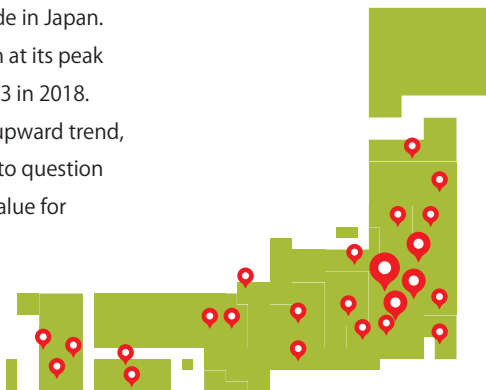 de in Japan.
at its peak
3 in 2018.
upward trend,
to question
alue for